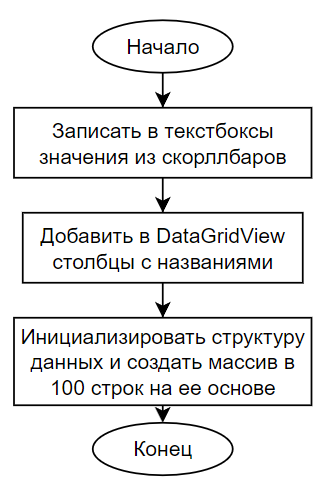 Начало
Записать в текстбоксы
значения из скорллбаров
Добавить в DataGridView
столбцы с названиями
Инициализировать структуру
данных и создать массив в
100 строк на ее основе
Конец